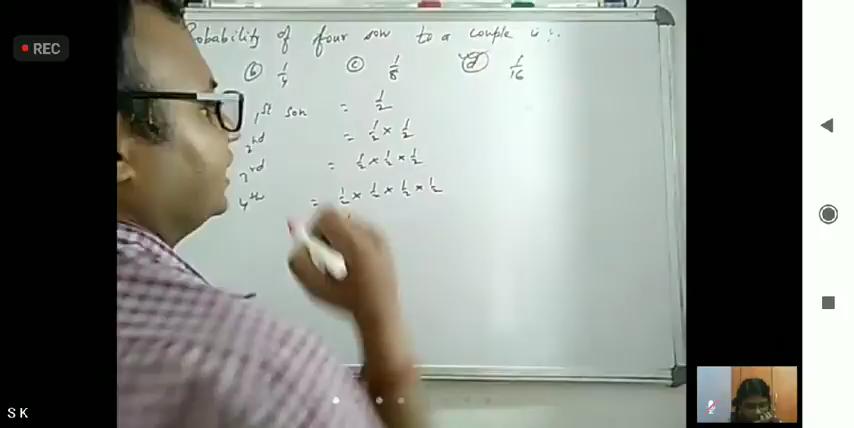 REC
robability of four son to a couple is :.
(b) 1/4 (c) 1/8 (d) 1/16
1st son = 1/2
2nd = 1/2 × 1/2
3rd = 1/2 × 1/2 × 1/2
4th = 1/2 × 1/2 × 1/2 × 1/2
S K